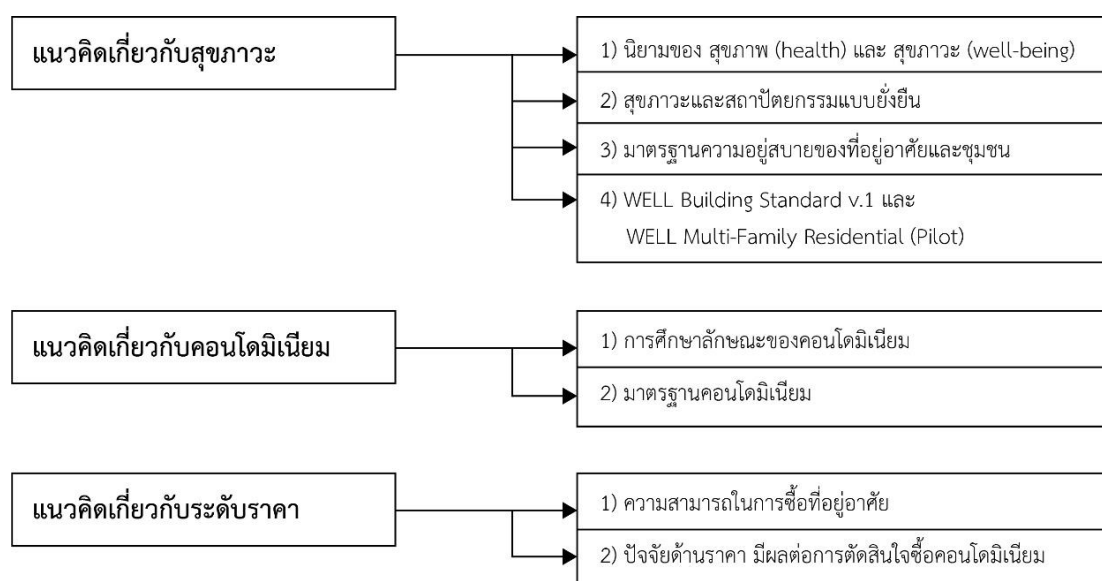 แนวคิดเกี่ยวกับสุขภาวะ
1) นิยามของ สุขภาพ (health) และ สุขภาวะ (well-being)
2) สุขภาวะและสถาปัตยกรรมแบบยั่งยืน
3) มาตรฐานความอยู่สบายของที่อยู่อาศัยและชุมชน
4) WELL Building Standard v.1 และ
WELL Multi-Family Residential (Pilot)
แนวคิดเกี่ยวกับคอนโดมิเนียม
1) การศึกษาลักษณะของคอนโดมิเนียม
2) มาตรฐานคอนโดมิเนียม
แนวคิดเกี่ยวกับระดับราคา
1) ความสามารถในการซื้อที่อยู่อาศัย
2) ปัจจัยด้านราคา มีผลต่อการตัดสินใจซื้อคอนโดมิเนียม